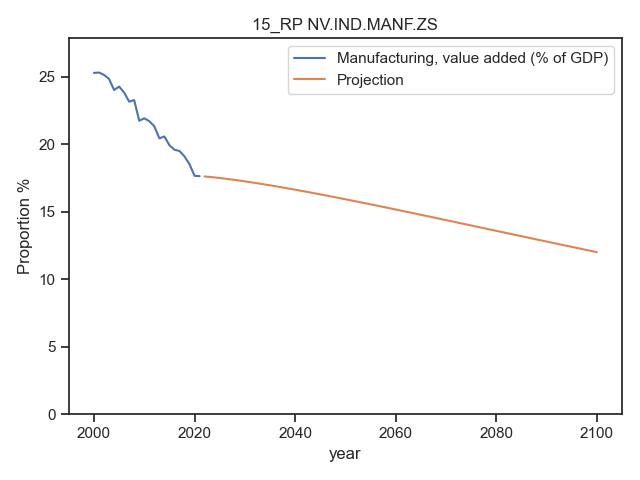 15_RP NV.IND.MANF.ZS
Manufacturing, value added (% of GDP)
Projection
Proportion %
25
20
15
10
5
0
2000 2020 2040 2060 2080 2100
year